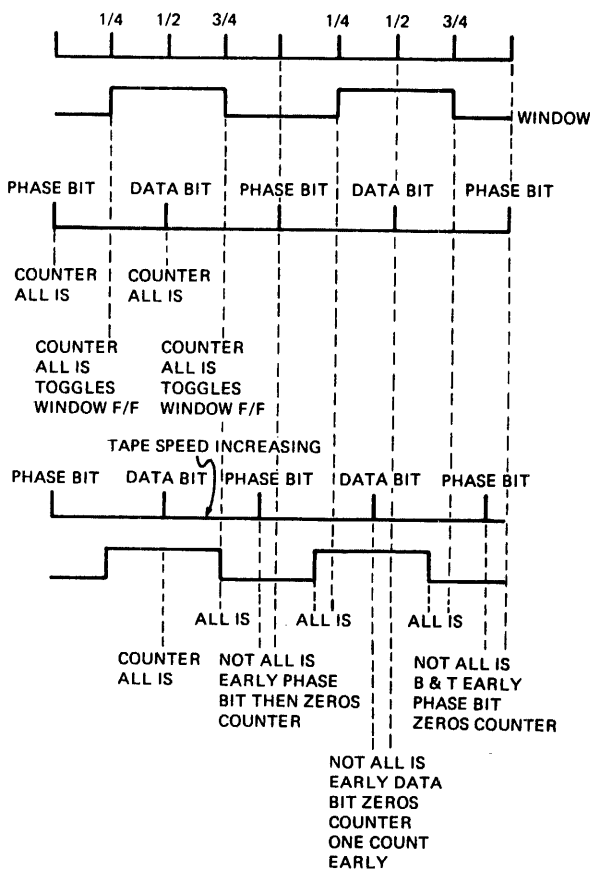 1/4 1/2 3/4 1/4 1/2 3/4
WINDOW
PHASE BIT DATA BIT PHASE BIT DATA BIT PHASE BIT
COUNTER
ALL IS
COUNTER
ALL IS
COUNTER
ALL IS
TOGGLES
WINDOW F/F
COUNTER
ALL IS
TOGGLES
WINDOW F/F
TAPE SPEED INCREASING
PHASE BIT DATA BIT PHASE BIT DATA BIT PHASE BIT
ALL IS ALL IS ALL IS
COUNTER
ALL IS
NOT ALL IS
EARLY PHASE
BIT THEN ZEROS
COUNTER
NOT ALL IS
B & T EARLY
PHASE BIT
ZEROS COUNTER
NOT ALL IS
EARLY DATA
BIT ZEROS
COUNTER
ONE COUNT
EARLY